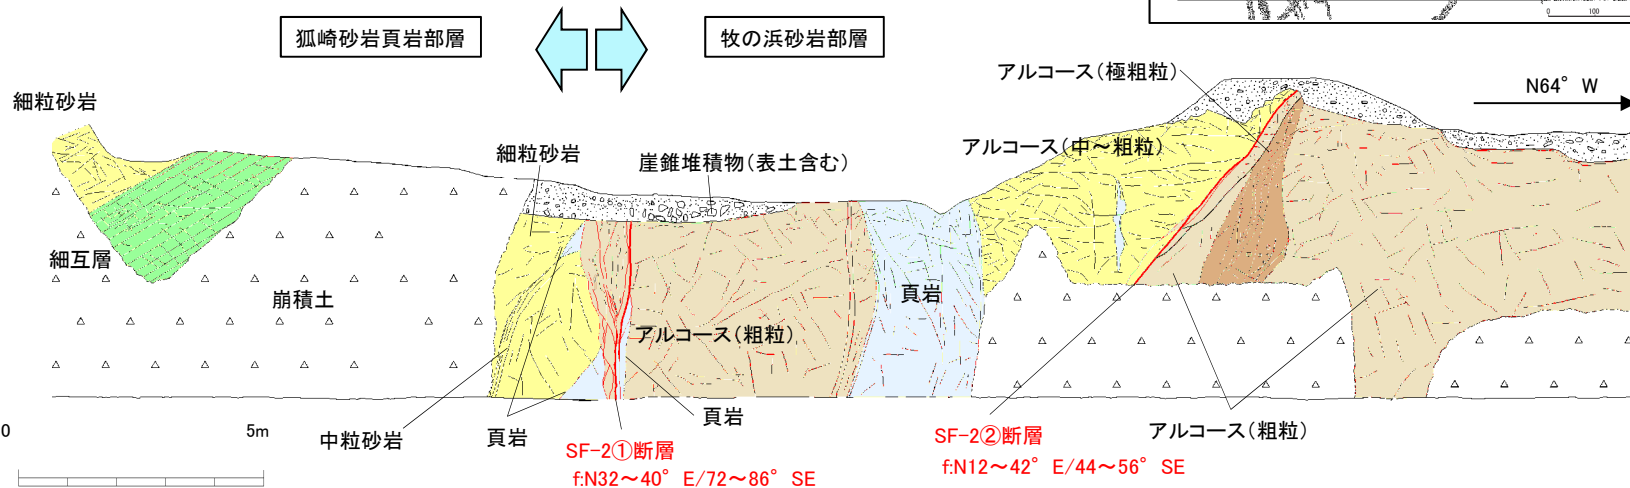 0 100
狐崎砂岩頁岩部層
牧の浜砂岩部層
アルコース(極粗粒)
N64° W
細粒砂岩
細粒砂岩
崖錐堆積物(表土含む)
アルコース(中～粗粒)
細互層
崩積土
頁岩
アルコース(粗粒)
0 5m
中粒砂岩
頁岩
頁岩
SF-2①断層
f:N32～40° E/72～86° SE
SF-2②断層
f:N12～42° E/44～56° SE
アルコース(粗粒)